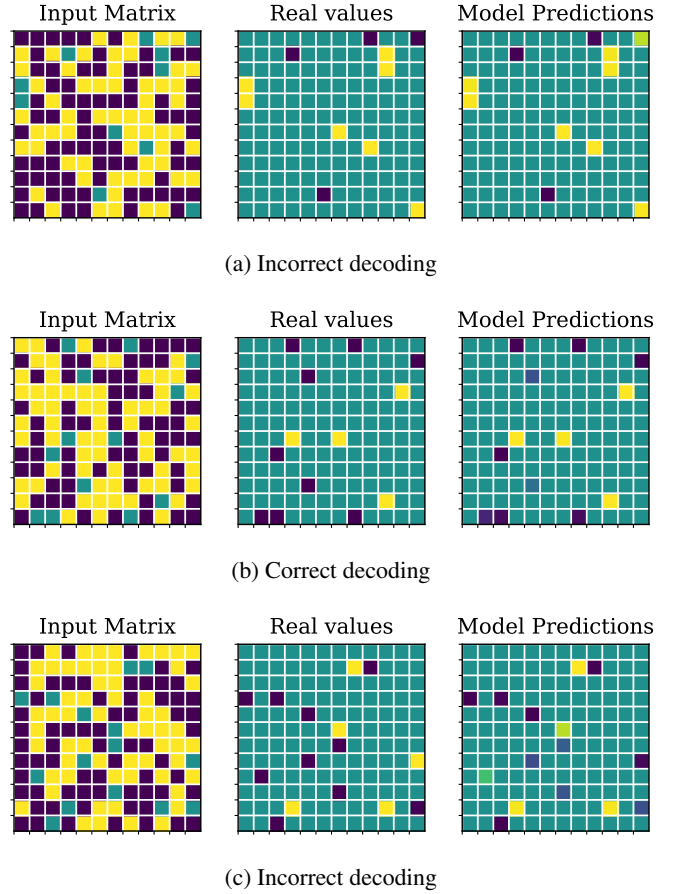 Input Matrix Real values Model Predictions
(a) Incorrect decoding
Input Matrix Real values Model Predictions
(b) Correct decoding
Input Matrix Real values Model Predictions
(c) Incorrect decoding